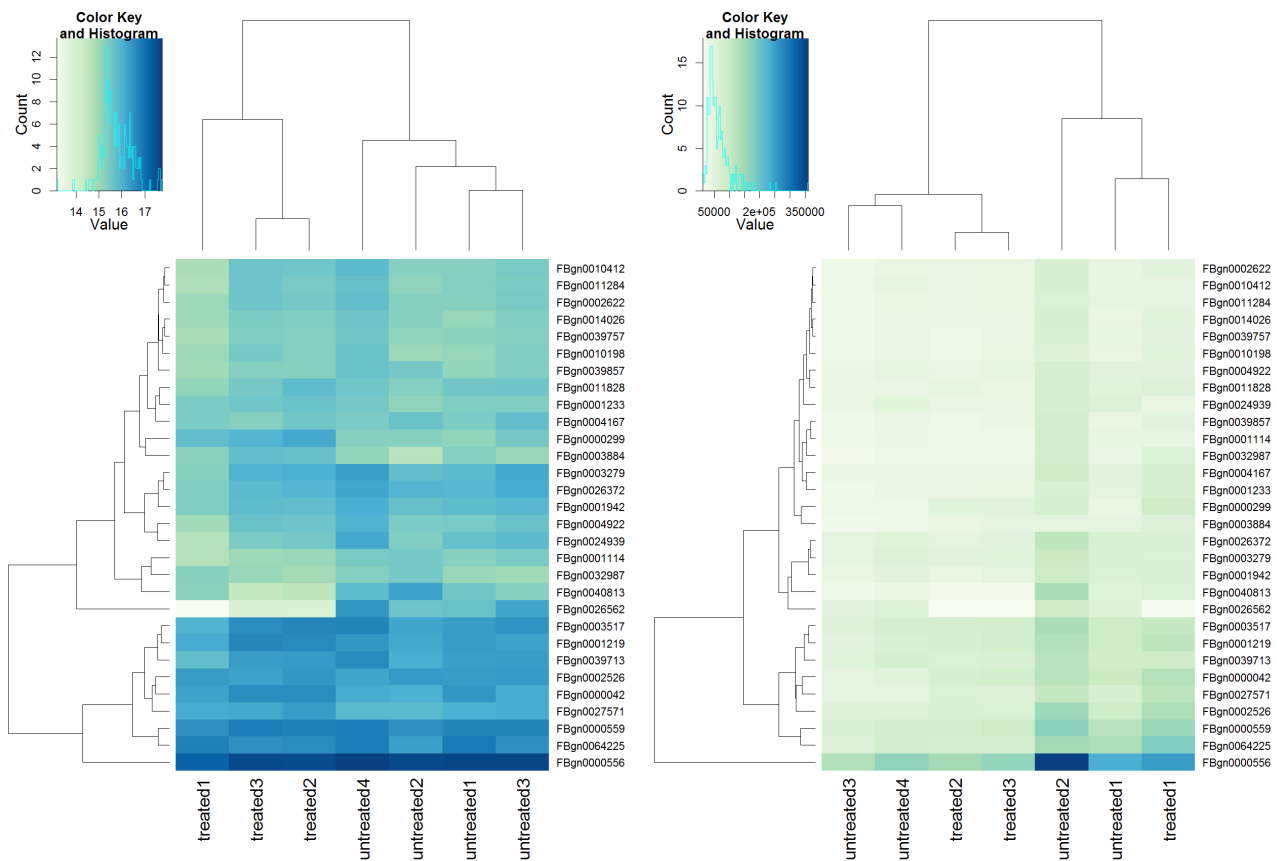 Color Key
and Histogram
Count
0 2 4 6 8 10 12
14 15 16 17
Value
FBgn0010412
FBgn0011284
FBgn0002622
FBgn0014026
FBgn0039757
FBgn0010198
FBgn0039857
FBgn0011828
FBgn0001233
FBgn0004167
FBgn0000299
FBgn0003884
FBgn0003279
FBgn0026372
FBgn0001942
FBgn0004922
FBgn0024939
FBgn0001114
FBgn0032987
FBgn0040813
FBgn0026562
FBgn0003517
FBgn0001219
FBgn0039713
FBgn0002526
FBgn0000042
FBgn0027571
FBgn0000559
FBgn0064225
FBgn0000556
treated1
treated3
treated2
untreated4
untreated2
untreated1
untreated3
Color Key
and Histogram
Count
0 5 10 15
50000 2e+05 350000
Value
FBgn0002622
FBgn0010412
FBgn0011284
FBgn0014026
FBgn0039757
FBgn0010198
FBgn0004922
FBgn0011828
FBgn0024939
FBgn0039857
FBgn0001114
FBgn0032987
FBgn0004167
FBgn0001233
FBgn0000299
FBgn0003884
FBgn0026372
FBgn0003279
FBgn0001942
FBgn0040813
FBgn0026562
FBgn0003517
FBgn0001219
FBgn0039713
FBgn0000042
FBgn0027571
FBgn0002526
FBgn0000559
FBgn0064225
FBgn0000556
untreated3
untreated4
treated2
treated3
untreated2
untreated1
treated1